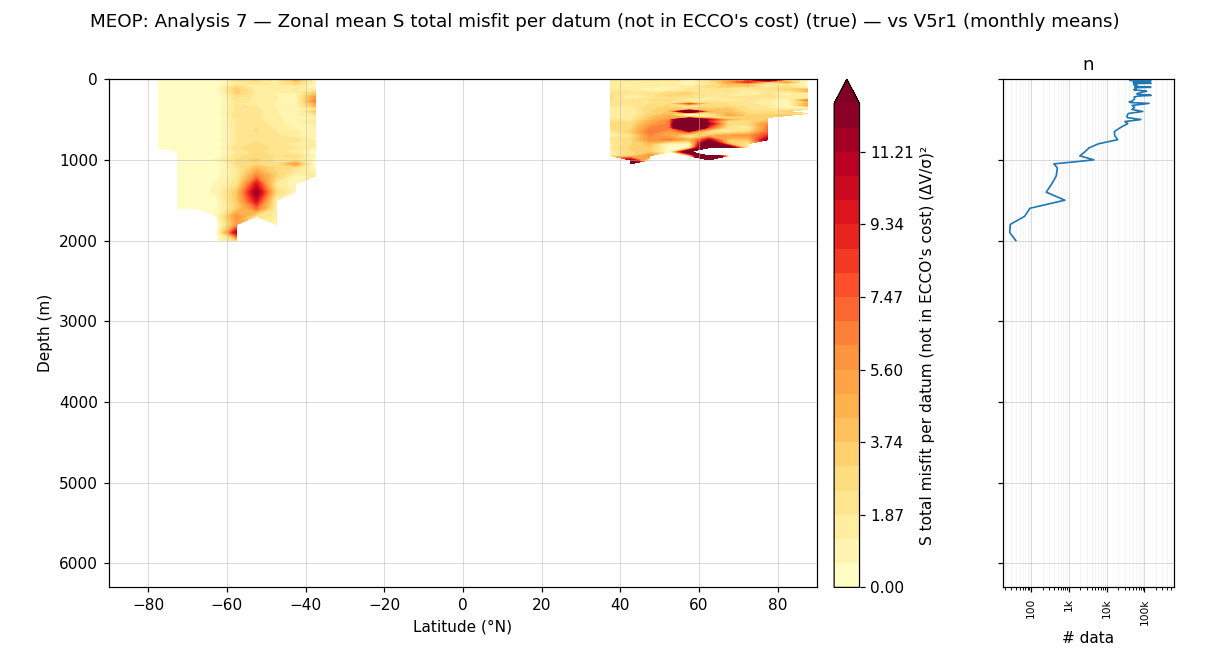 MEOP: Analysis 7 — Zonal mean S total misfit per datum (not in ECCO's cost) (true) — vs V5r1 (monthly means)
n
0
1000
2000
3000
4000
5000
6000
Depth (m)
−80
−60
−40
−20
0
20
40
60
80
Latitude (°N)
11.21
9.34
7.47
5.60
3.74
1.87
0.00
S total misfit per datum (not in ECCO's cost) (ΔV/σ)²
100
1k
10k
100k
# data